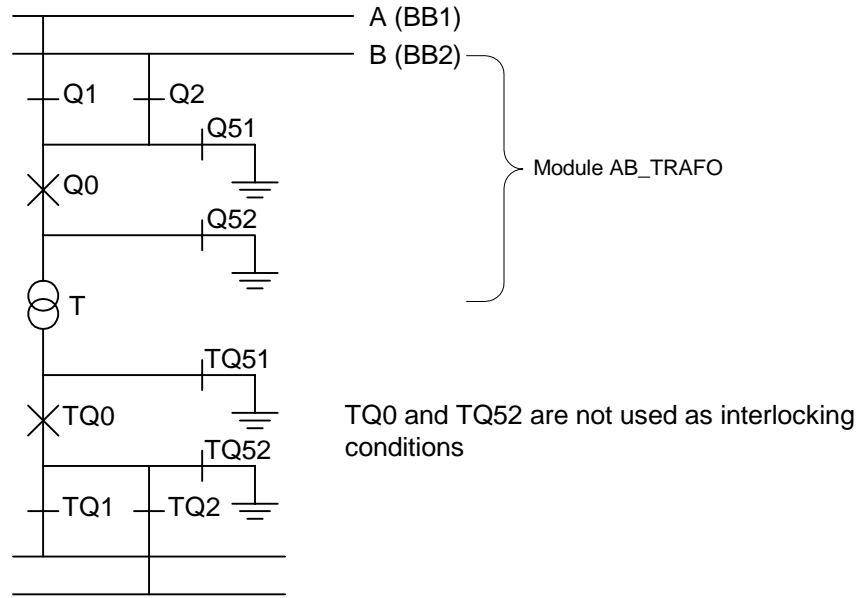 A (BB1)
B (BB2)
Q1
Q2
Q51
Q0
Module AB_TRAFO
Q52
T
TQ51
TQ0
TQ0 and TQ52 are not used as interlocking
conditions
TQ52
TQ1
TQ2